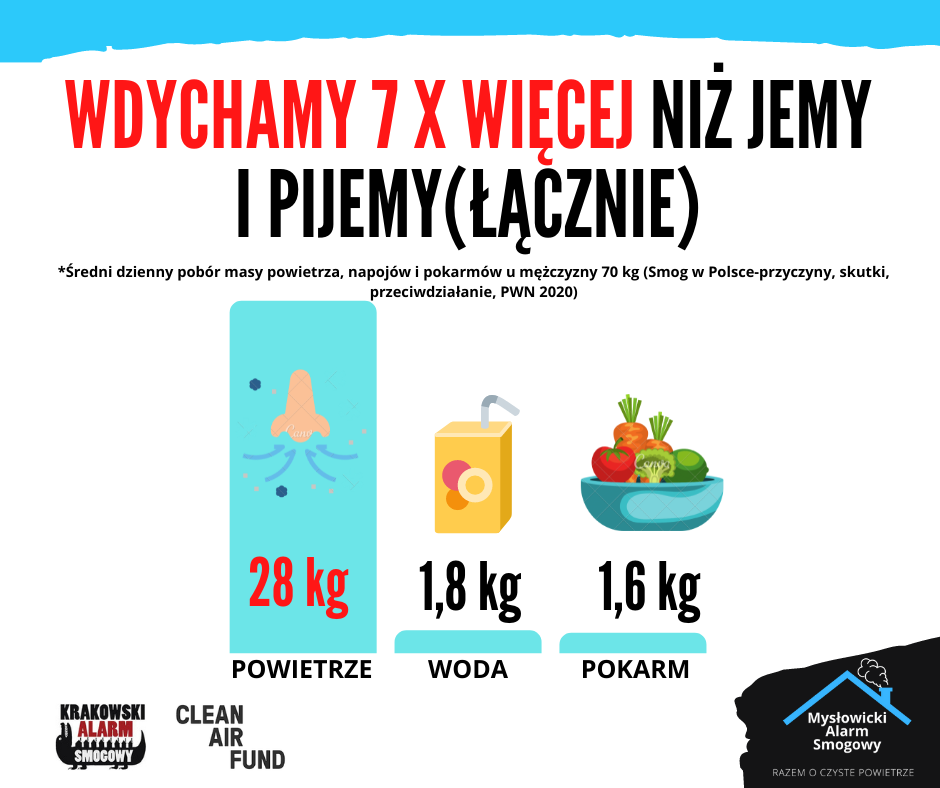 WDYCHAMY 7 X WIĘCEJ NIŻ JEMY
I PIJEMY(ŁĄCZNIE)
*Średni dzienny pobór masy powietrza, napojów i pokarmów u mężczyzny 70 kg (Smog w Polsce-przyczyny, skutki,
przeciwdziałanie, PWN 2020)
Canva
28 kg
1,8 kg
1,6 kg
POWIETRZE
WODA
POKARM
KRAKOWSKI
ALARM
SMOGOWY
CLEAN
AIR
FUND
Mysłowicki
Alarm
Smogowy
RAZEM O CZYSTE POWIETRZE